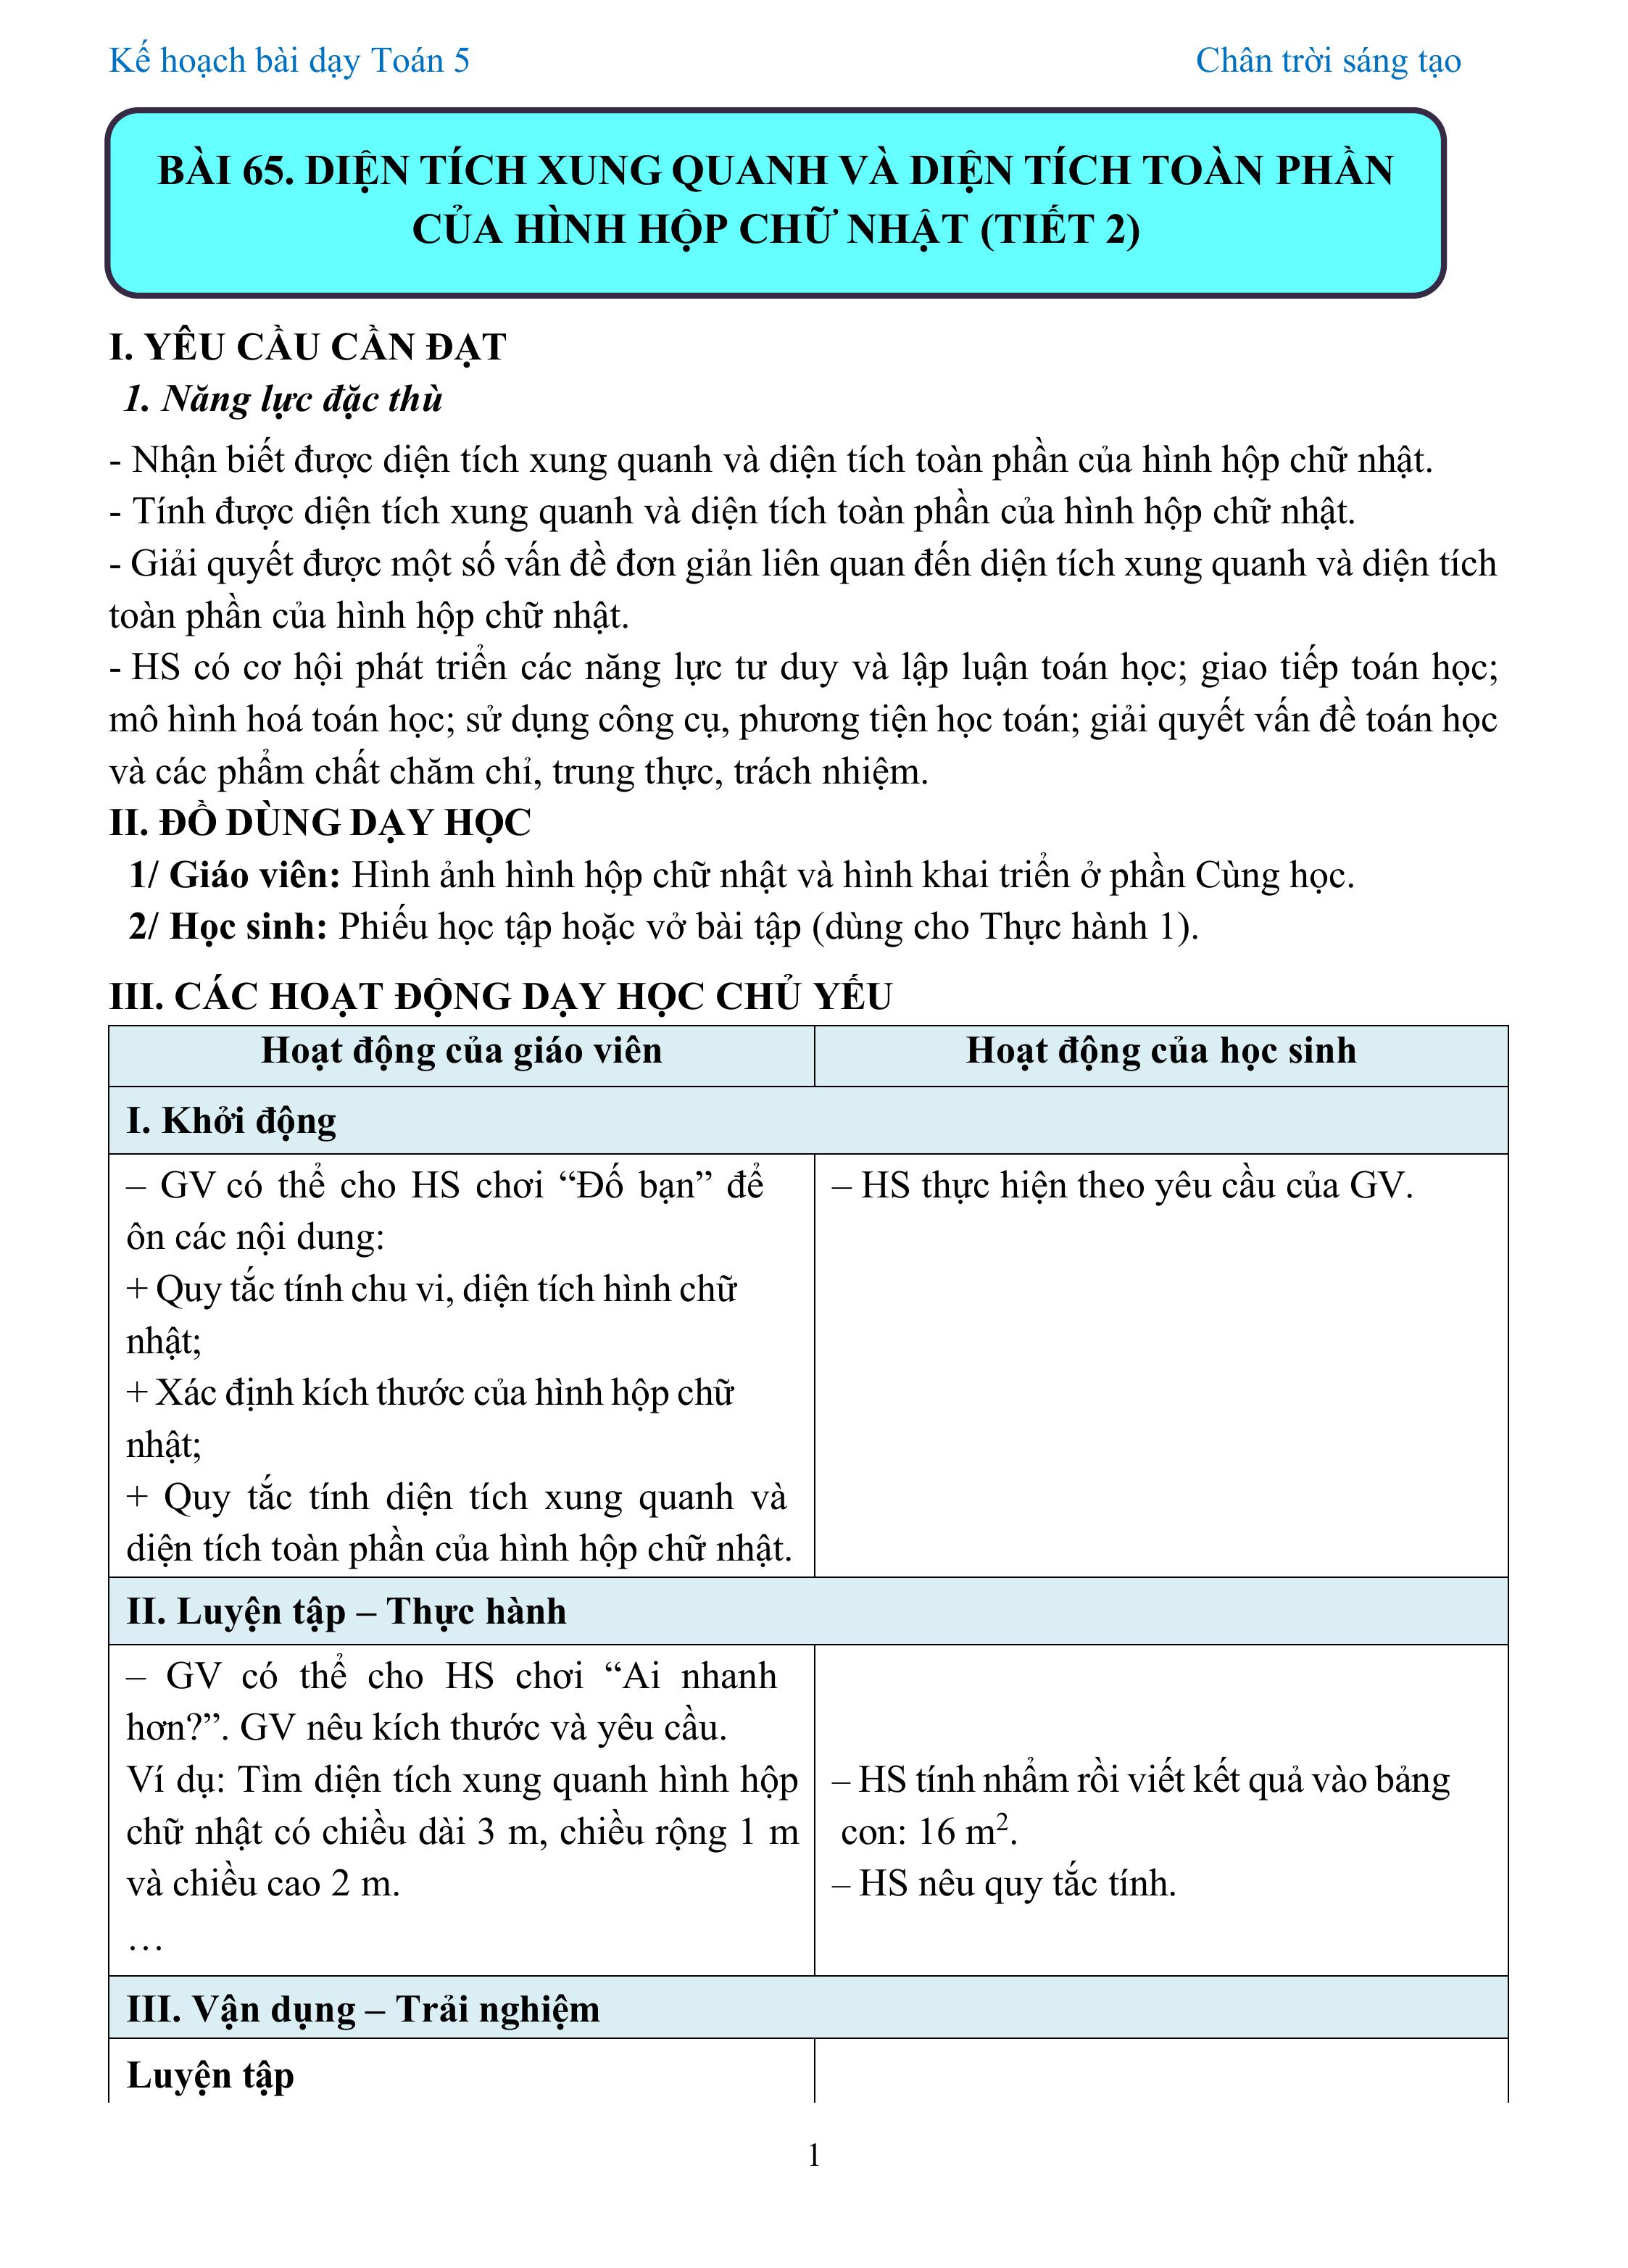 Kế hoạch bài dạy Toán 5
Chân trời sáng tạo
BÀI 65. DIỆN TÍCH XUNG QUANH VÀ DIỆN TÍCH TOÀN PHẦN
CỦA HÌNH HỘP CHỮ NHẬT (TIẾT 2)
I. YÊU CẦU CẦN ĐẠT
1. Năng lực đặc thù
- Nhận biết được diện tích xung quanh và diện tích toàn phần của hình hộp chữ nhật.
- Tính được diện tích xung quanh và diện tích toàn phần của hình hộp chữ nhật.
- Giải quyết được một số vấn đề đơn giản liên quan đến diện tích xung quanh và diện tích
toàn phần của hình hộp chữ nhật.
- HS có cơ hội phát triển các năng lực tư duy và lập luận toán học; giao tiếp toán học;
mô hình hoá toán học; sử dụng công cụ, phương tiện học toán; giải quyết vấn đề toán học
và các phẩm chất chăm chỉ, trung thực, trách nhiệm.
II. ĐỒ DÙNG DẠY HỌC
1/ Giáo viên: Hình ảnh hình hộp chữ nhật và hình khai triển ở phần Cùng học.
2/ Học sinh: Phiếu học tập hoặc vở bài tập (dùng cho Thực hành 1).
III. CÁC HOẠT ĐỘNG DẠY HỌC CHỦ YẾU
Hoạt động của giáo viên
Hoạt động của học sinh
I. Khởi động
– GV có thể cho HS chơi “Đố bạn” để
ôn các nội dung:
+ Quy tắc tính chu vi, diện tích hình chữ
nhật;
+ Xác định kích thước của hình hộp chữ
nhật;
+ Quy tắc tính diện tích xung quanh và
diện tích toàn phần của hình hộp chữ nhật.
– HS thực hiện theo yêu cầu của GV.
II. Luyện tập – Thực hành
– GV có thể cho HS chơi “Ai nhanh
hơn?”. GV nêu kích thước và yêu cầu.
Ví dụ: Tìm diện tích xung quanh hình hộp
chữ nhật có chiều dài 3 m, chiều rộng 1 m
và chiều cao 2 m.
…
– HS tính nhẩm rồi viết kết quả vào bảng
con: 16 m².
– HS nêu quy tắc tính.
III. Vận dụng – Trải nghiệm
Luyện tập
1